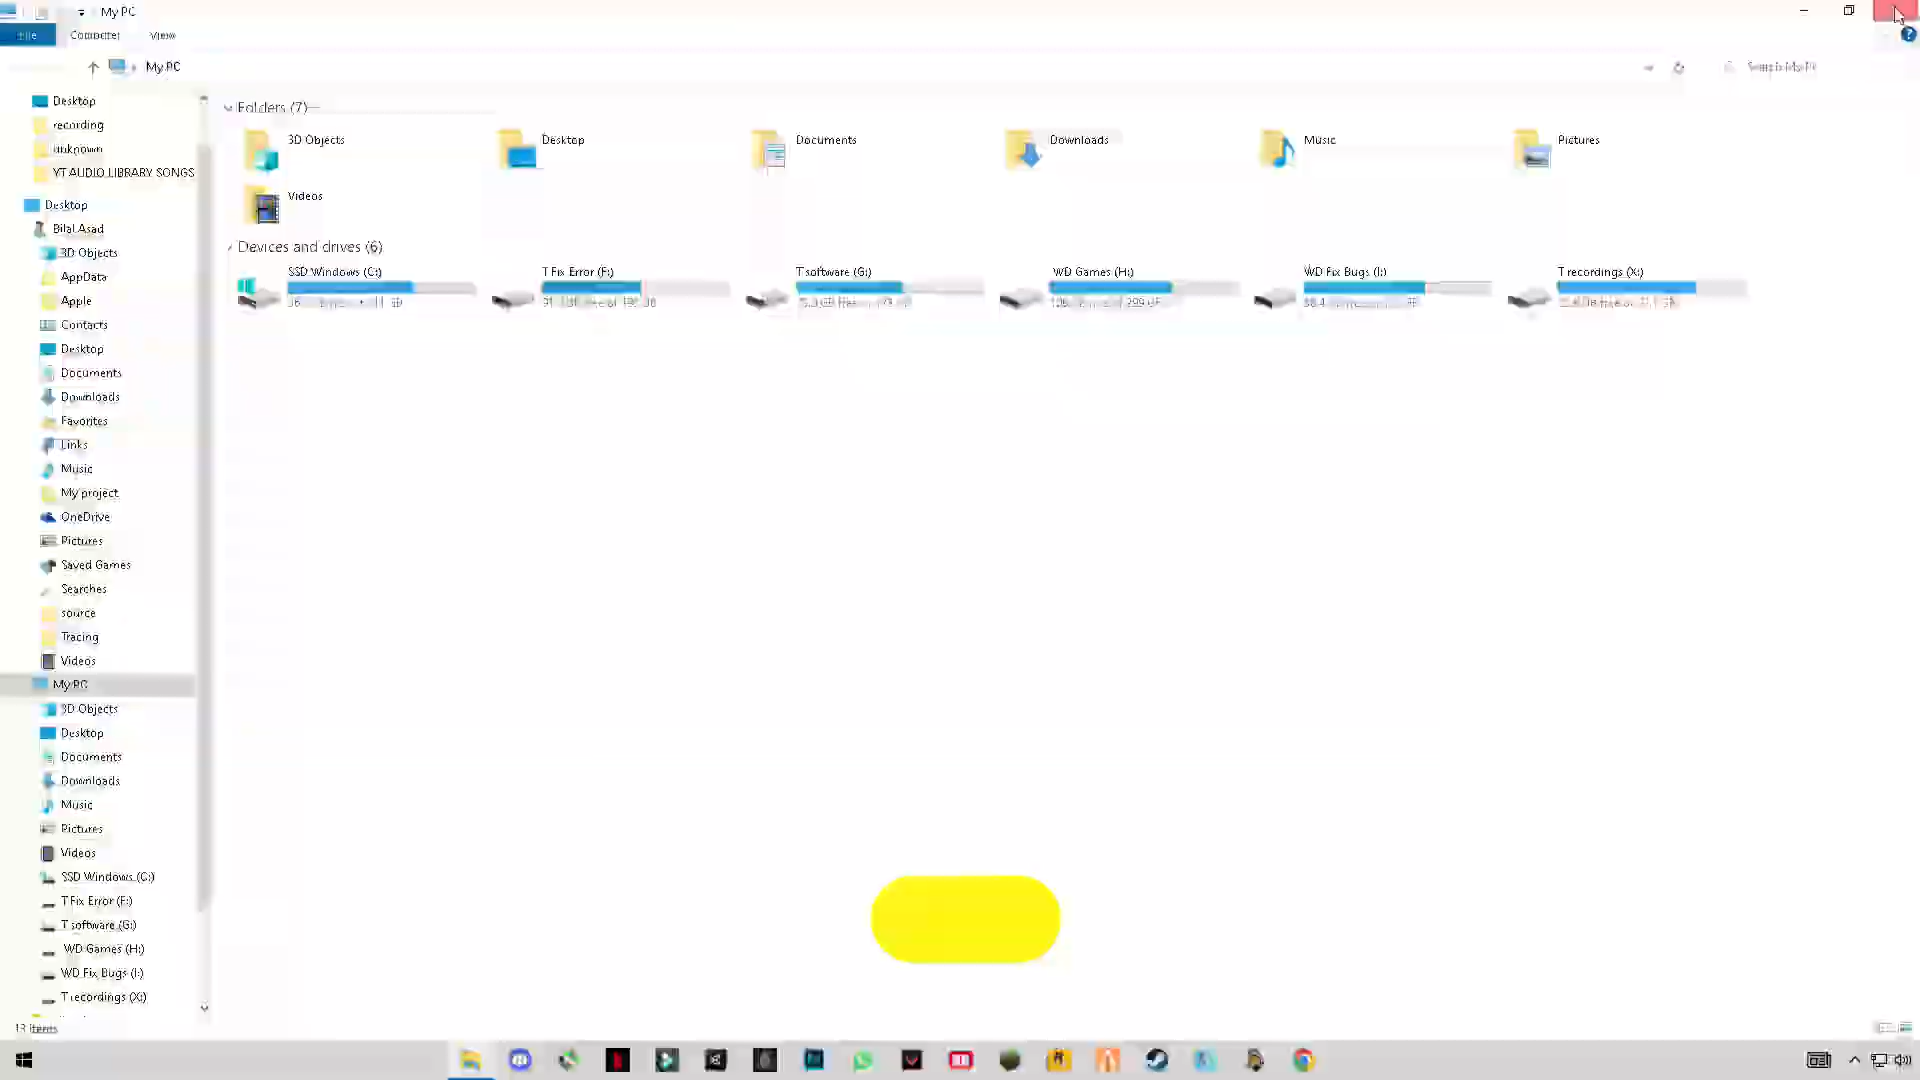 My PC
File
Computer
View
My PC
Search My PC
Desktop
recording
unknown
YT AUDIO LIBRARY SONGS
Desktop
Bilal Asad
3D Objects
AppData
Apple
Contacts
Desktop
Documents
Downloads
Favorites
Links
Music
My project
OneDrive
Pictures
Saved Games
Searches
source
Tracing
Videos
My PC
3D Objects
Desktop
Documents
Downloads
Music
Pictures
Videos
SSD Windows (C:)
T Fix Error (F:)
T software (G:)
WD Games (H:)
WD Fix Bugs (I:)
T recordings (X:)
Folders (7)
3D Objects
Desktop
Documents
Downloads
Music
Pictures
Videos
Devices and drives (6)
SSD Windows (C:)
T Fix Error (F:)
T software (G:)
WD Games (H:)
WD Fix Bugs (I:)
T recordings (X:)
13 items